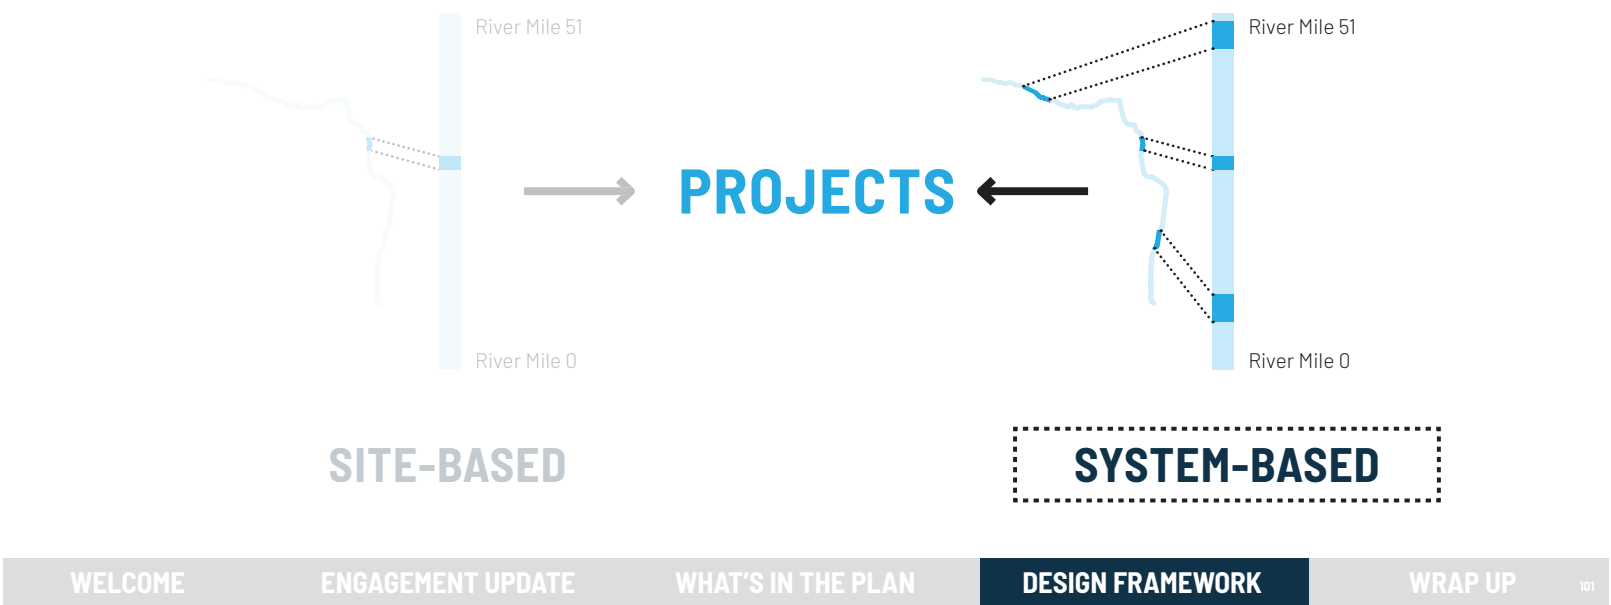 River Mile 51
River Mile 51
PROJECTS
River Mile 0
River Mile 0
SITE-BASED
SYSTEM-BASED
WELCOME
ENGAGEMENT UPDATE
WHAT'S IN THE PLAN
DESIGN FRAMEWORK
WRAP UP
101